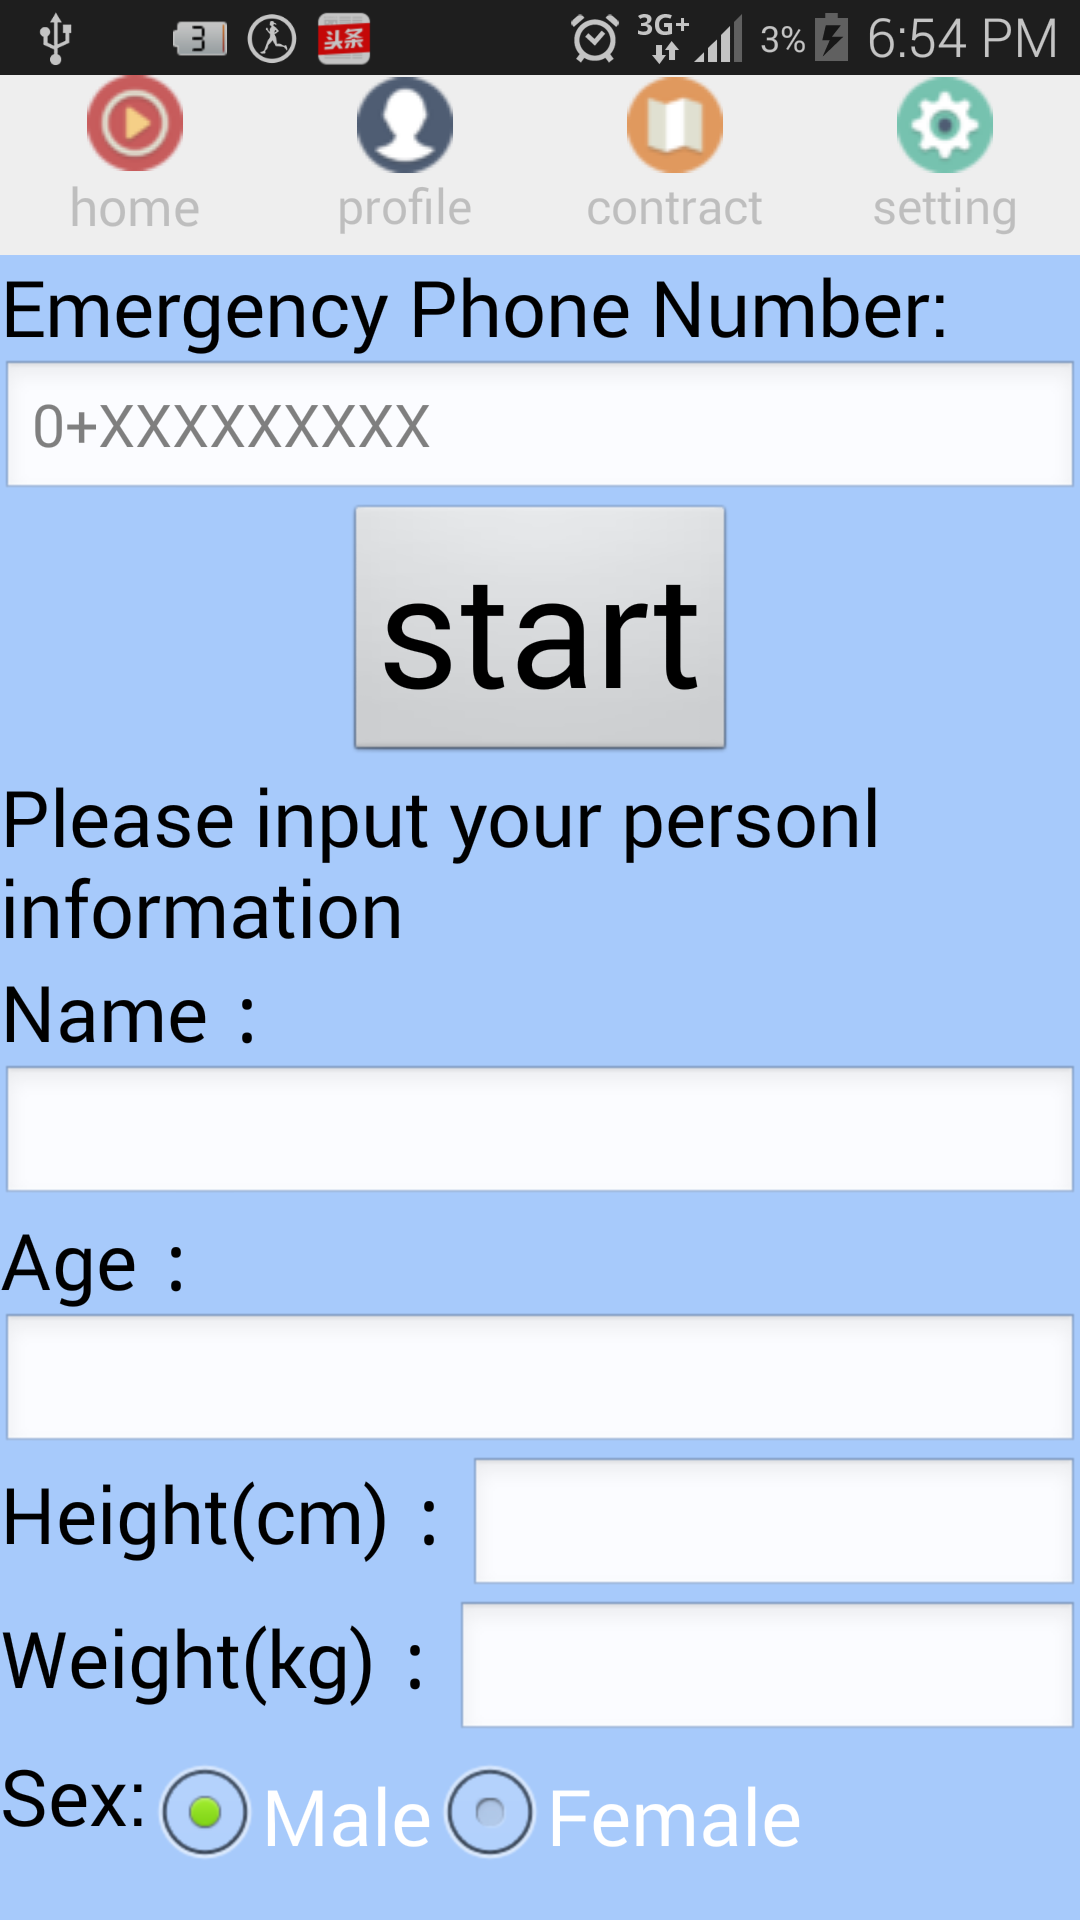 3 头条 3G+ 3% 6:54 PM
home profile contract setting
Emergency Phone Number:
0+XXXXXXXXX
start
Please input your personl
information
Name：
Age：
Height(cm)：
Weight(kg)：
Sex: Male Female